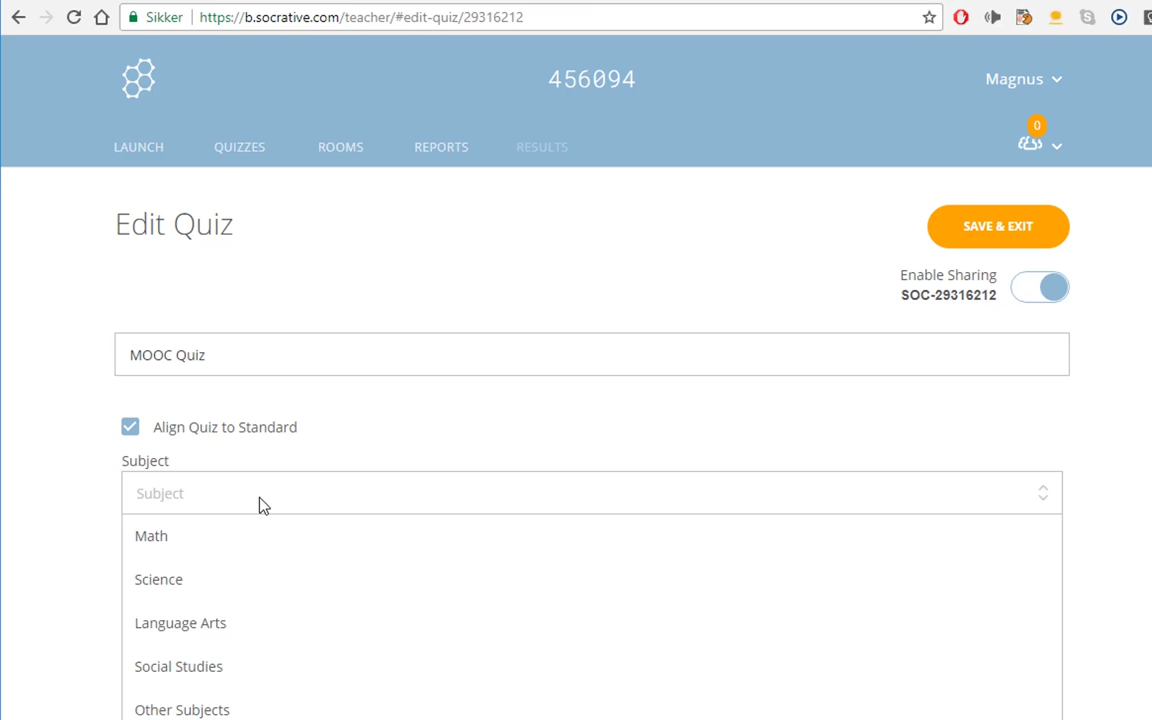 Sikker https://b.socrative.com/teacher/#edit-quiz/29316212
456094
Magnus
0
LAUNCH QUIZZES ROOMS REPORTS RESULTS
Edit Quiz
SAVE & EXIT
Enable Sharing
SOC-29316212
MOOC Quiz
Align Quiz to Standard
Subject
Subject
Math
Science
Language Arts
Social Studies
Other Subjects